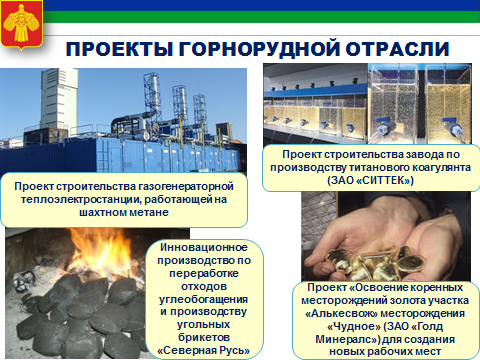 ПРОЕКТЫ ГОРНОРУДНОЙ ОТРАСЛИ
Проект строительства газогенераторной
теплоэлектростанции, работающей на
шахтном метане
Проект строительства завода по
производству титанового коагулянта
(ЗАО «СИТТЕК»)
Инновационное
производство по
переработке
отходов
углеобогащения
и производству
угольных
брикетов
«Северная Русь»
Проект «Освоение коренных
месторождений золота участка
«Алькесвож» месторождения
«Чудное» (ЗАО «Голд
Минералс») для создания
новых рабочих мест